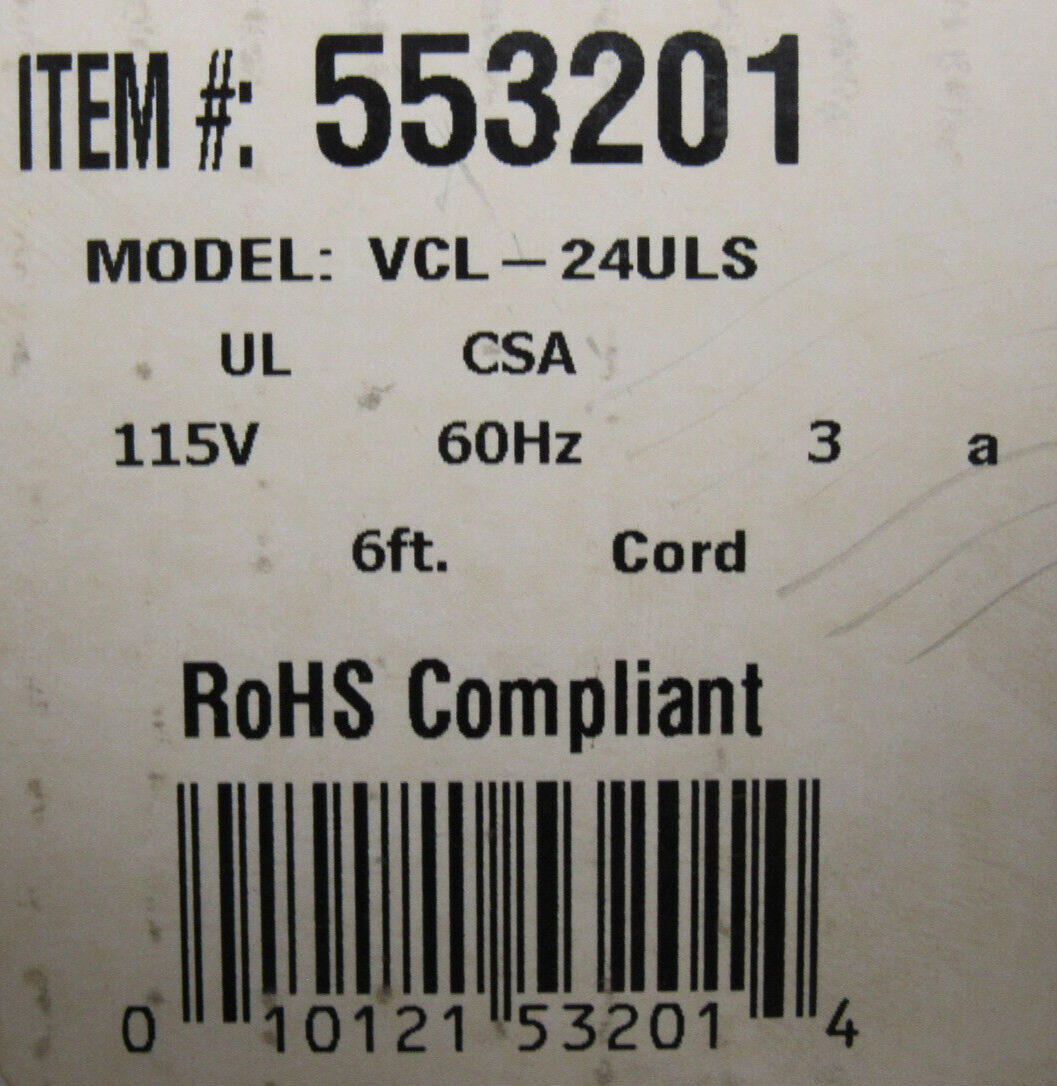 ITEM #: 553201
MODEL: VCL-24ULS
UL CSA
115V 60Hz 3 a
6ft. Cord
RoHS Compliant
0 10121 53201 4